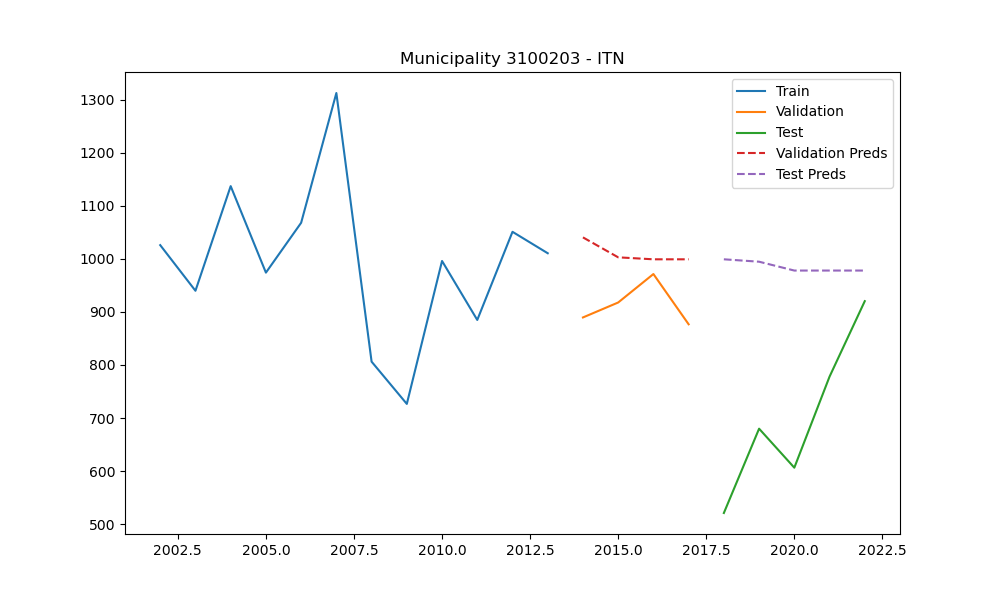 Municipality 3100203 - ITN
1300
1200
1100
1000
900
800
700
600
500
2002.5 2005.0 2007.5 2010.0 2012.5 2015.0 2017.5 2020.0 2022.5
Train
Validation
Test
Validation Preds
Test Preds